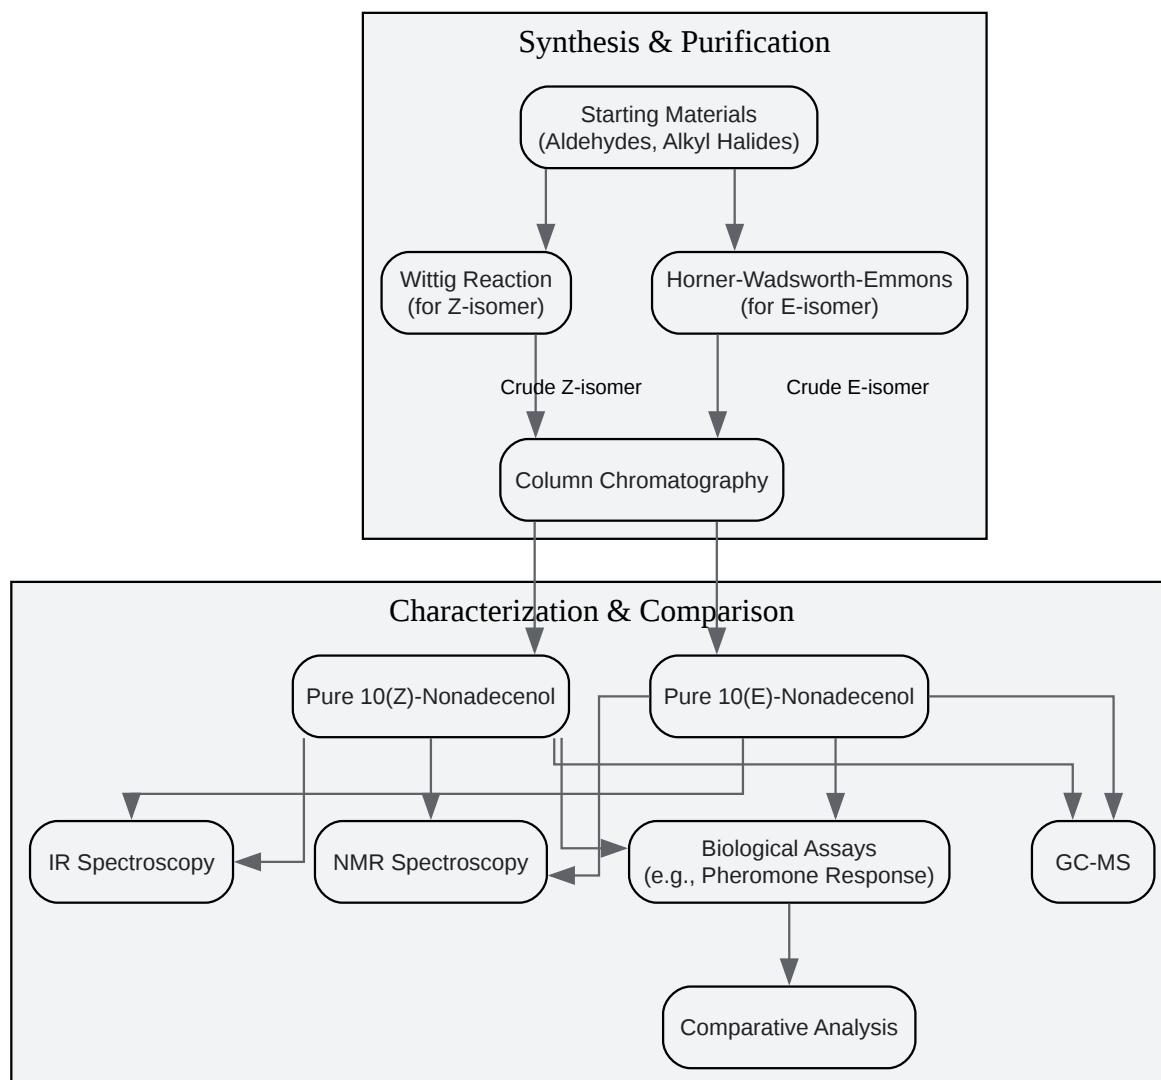 Synthesis & Purification
Starting Materials
(Aldehydes, Alkyl Halides)
Wittig Reaction
(for Z-isomer)
Horner-Wadsworth-Emmons
(for E-isomer)
Crude Z-isomer
Crude E-isomer
Column Chromatography
Characterization & Comparison
Pure 10(Z)-Nonadecenol
Pure 10(E)-Nonadecenol
IR Spectroscopy
NMR Spectroscopy
Biological Assays
(e.g., Pheromone Response)
GC-MS
Comparative Analysis